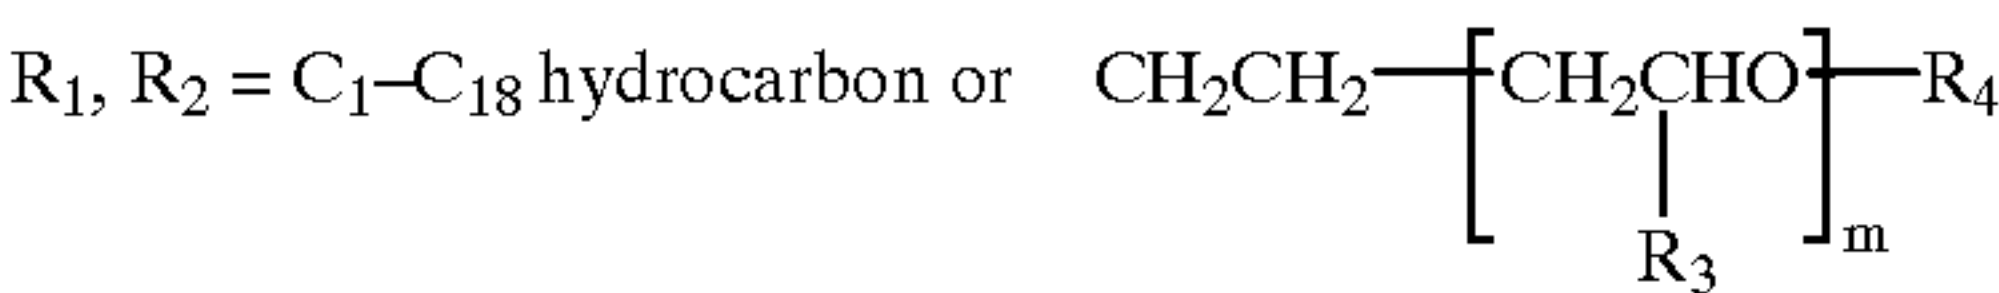 R₁, R₂ = C₁–C₁₈ hydrocarbon or CH₂CH₂—[CH₂CHO]—R₄
m
R₃